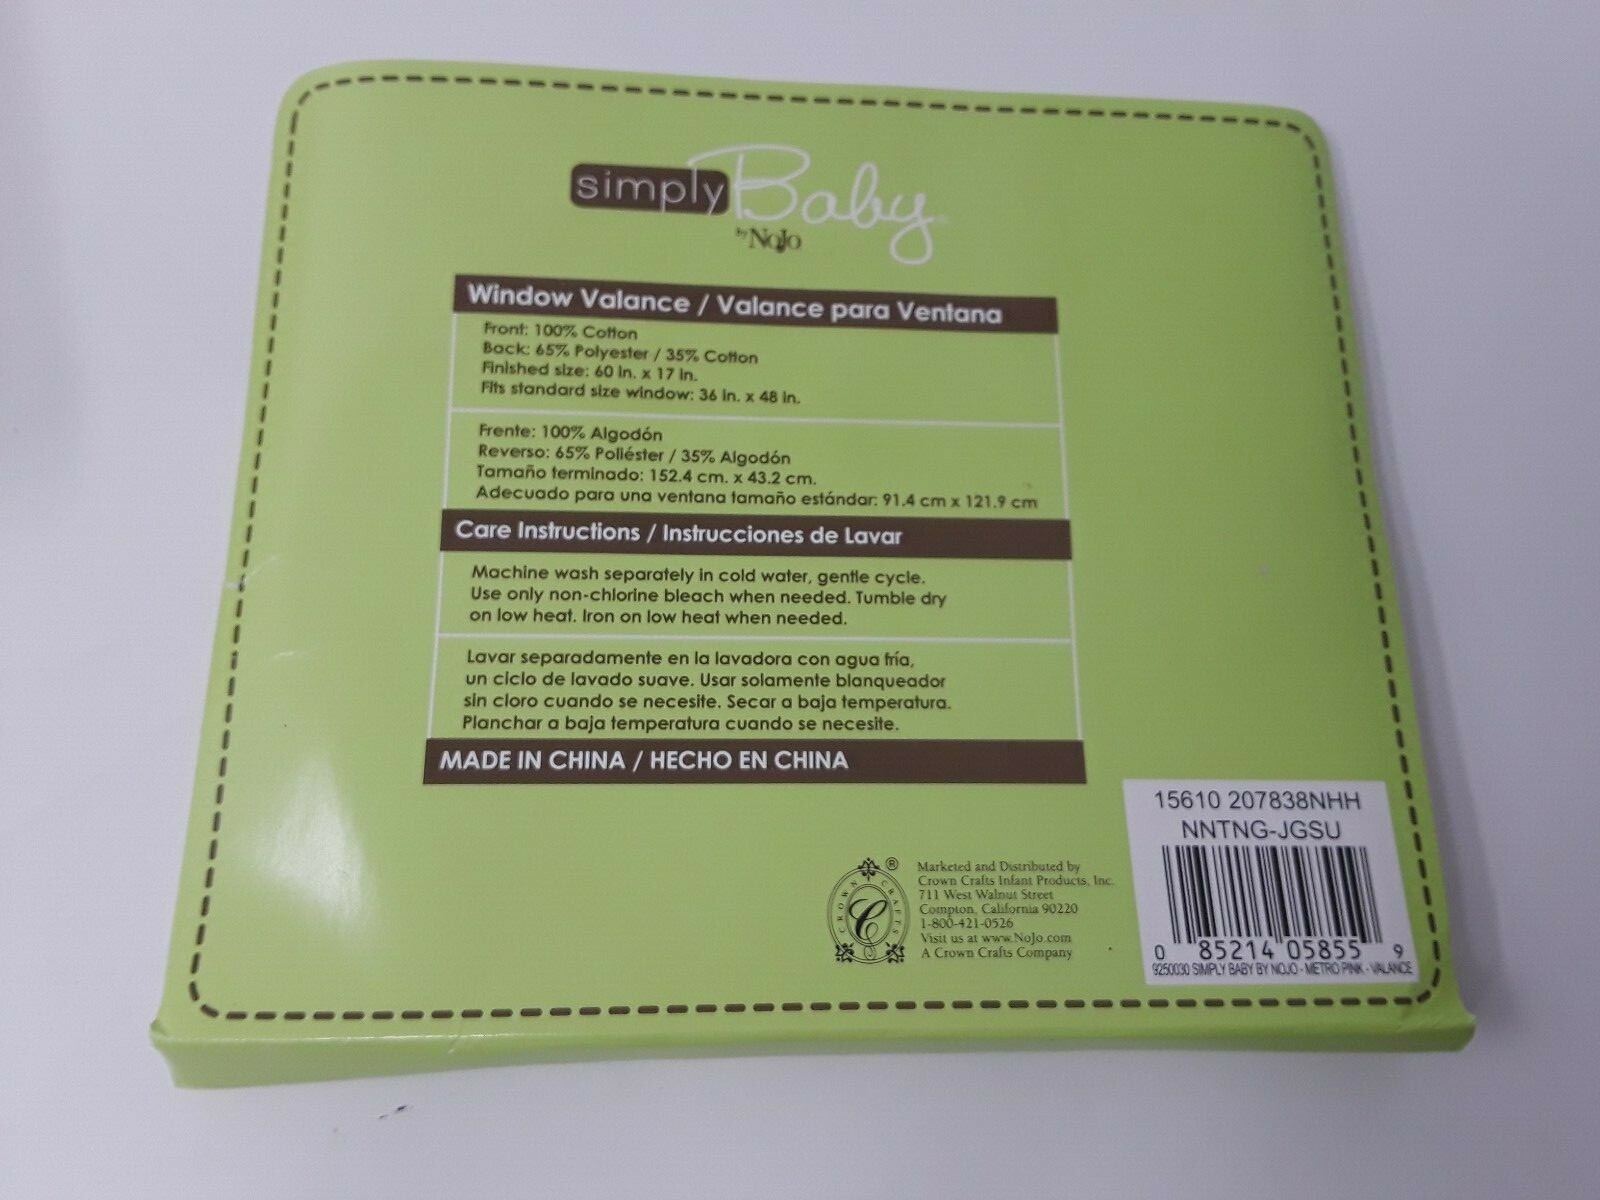 simply Baby
by NoJo
Window Valance / Valance para Ventana
Front: 100% Cotton
Back: 65% Polyester / 35% Cotton
Finished size: 60 in. x 17 in.
Fits standard size window: 36 in. x 48 in.
Frente: 100% Algodón
Reverso: 65% Poliéster / 35% Algodón
Tamaño terminado: 152.4 cm. x 43.2 cm.
Adecuado para una ventana tamaño estándar: 91.4 cm x 121.9 cm
Care Instructions / Instrucciones de Lavar
Machine wash separately in cold water, gentle cycle.
Use only non-chlorine bleach when needed. Tumble dry
on low heat. Iron on low heat when needed.
Lavar separadamente en la lavadora con agua fría,
un ciclo de lavado suave. Usar solamente blanqueador
sin cloro cuando se necesite. Secar a baja temperatura.
Planchar a baja temperatura cuando se necesite.
MADE IN CHINA / HECHO EN CHINA
CROWN CRAFTS
C
®
Marketed and Distributed by
Crown Crafts Infant Products, Inc.
711 West Walnut Street
Compton, California 90220
1-800-421-0526
Visit us at www.NoJo.com
A Crown Crafts Company
15610 207838NHH
NNTNG-JGSU
0 85214 05855 9
9250030 SIMPLY BABY BY NOJO - METRO PINK - VALANCE